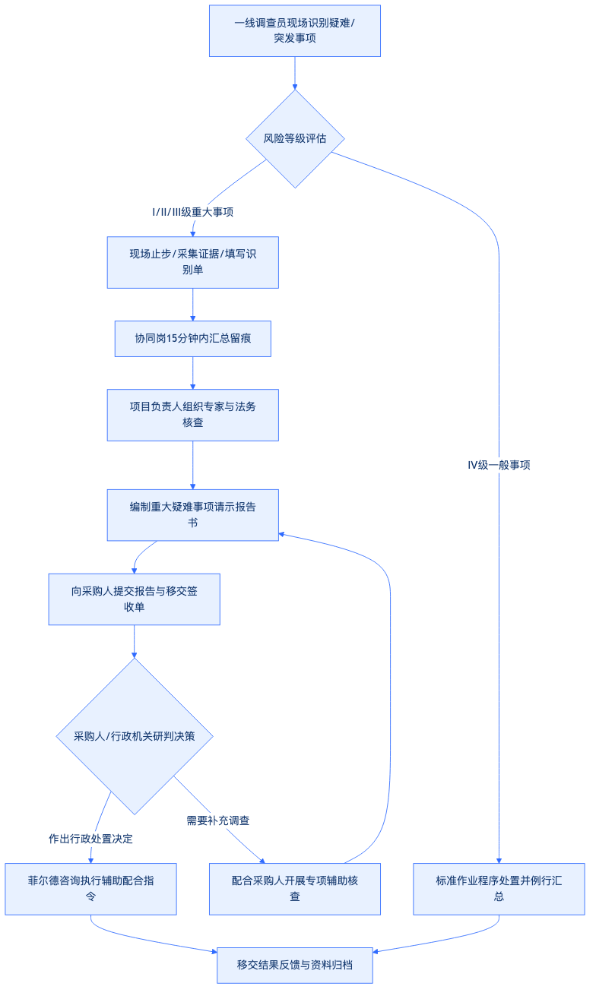 一线调查员现场识别疑难/
突发事项
风险等级评估
I/II/III级重大事项
现场止步/采集证据/填写识
别单
协同岗15分钟内汇总留痕
项目负责人组织专家与法务
核查
IV级一般事项
编制重大疑难事项请示报告
书
向采购人提交报告与移交签
收单
采购人/行政机关研判决策
需要补充调查
作出行政处置决定
菲尔德咨询执行辅助配合指
令
配合采购人开展专项辅助核
查
标准作业程序处置并例行汇
总
移交结果反馈与资料归档